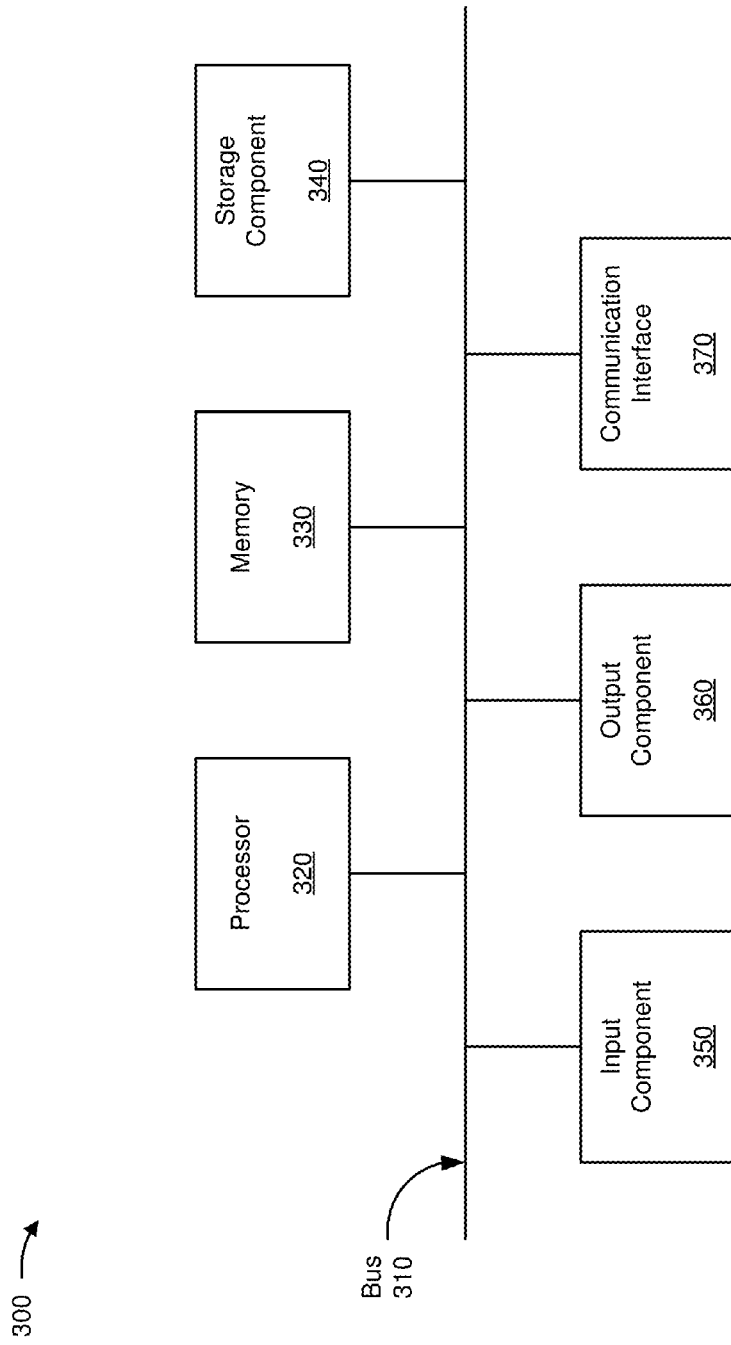 300
Processor
320
Memory
330
Storage
Component
340
Bus
310
Input
Component
350
Output
Component
360
Communication
Interface
370